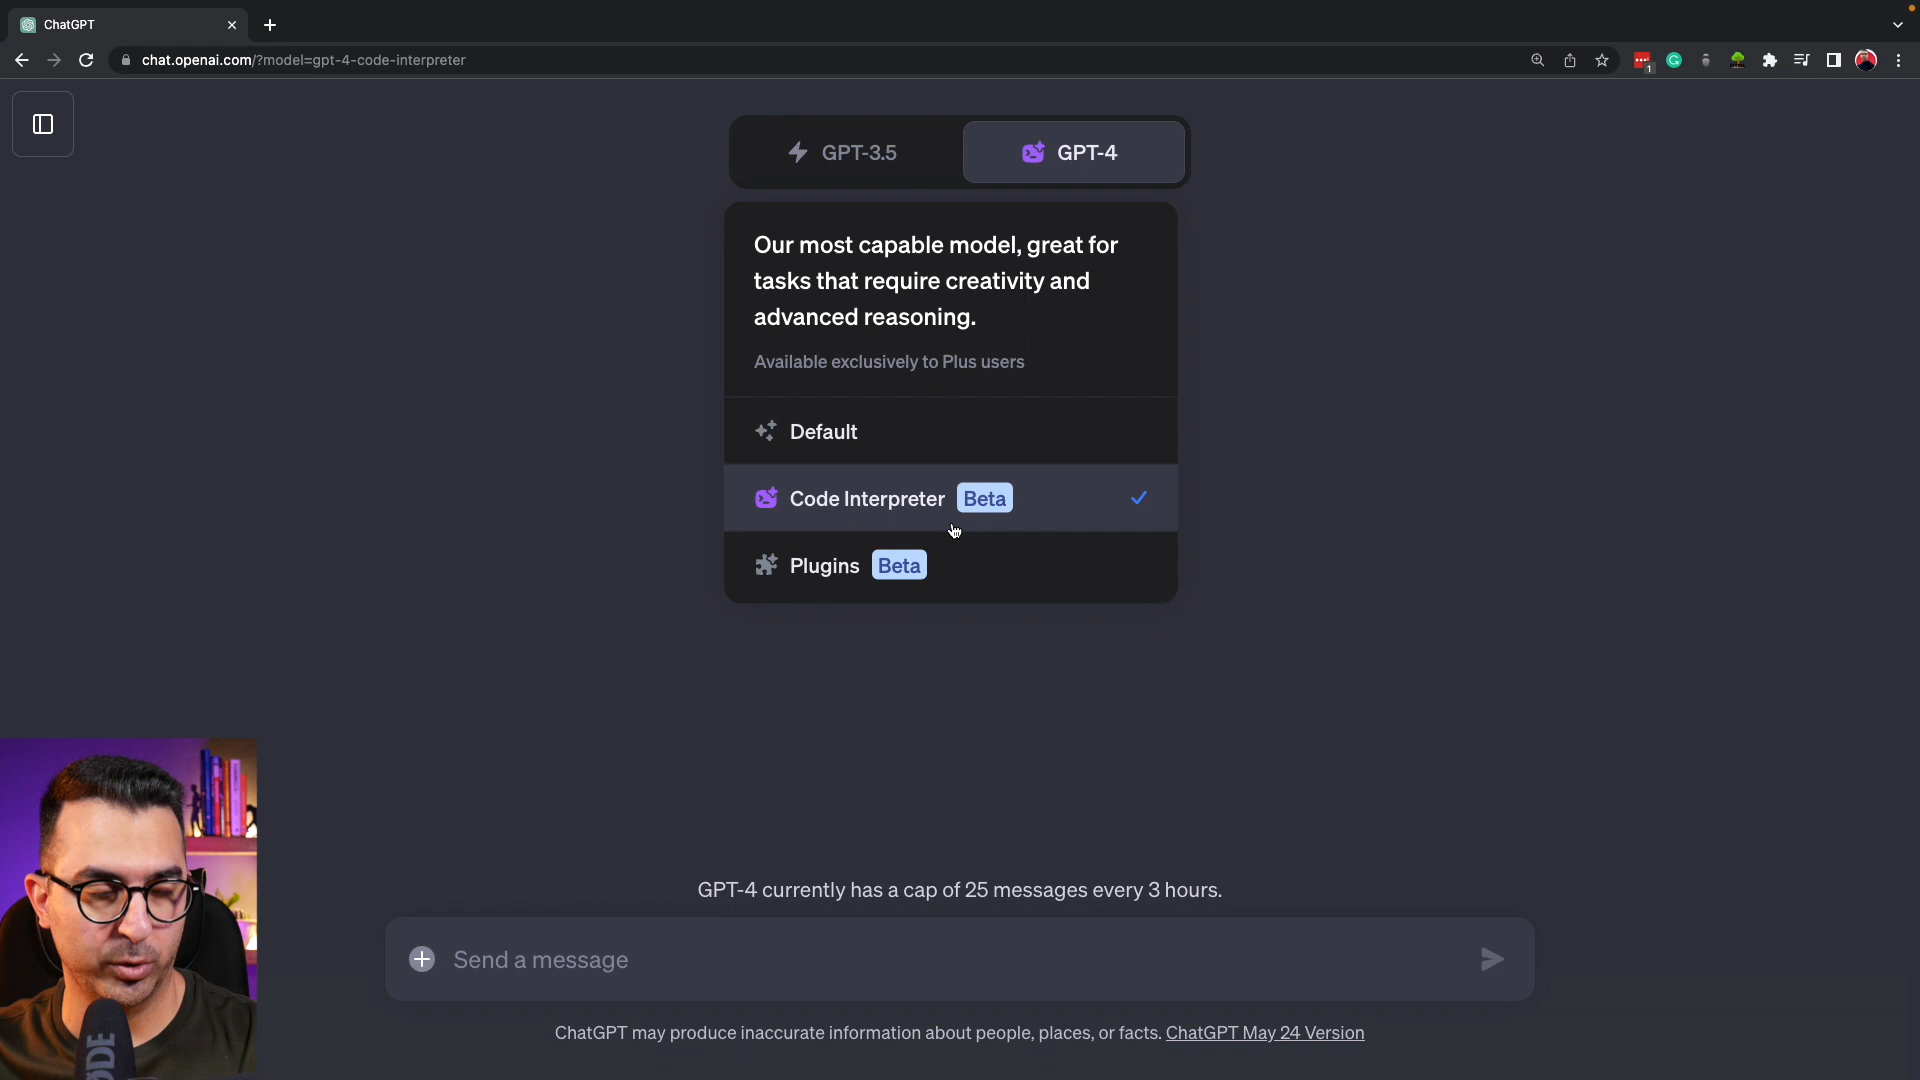 ChatGPT
chat.openai.com/?model=gpt-4-code-interpreter
1
GPT-3.5
GPT-4
Our most capable model, great for
tasks that require creativity and
advanced reasoning.
Available exclusively to Plus users
Default
Code Interpreter Beta
Plugins Beta
GPT-4 currently has a cap of 25 messages every 3 hours.
Send a message
ChatGPT may produce inaccurate information about people, places, or facts. ChatGPT May 24 Version